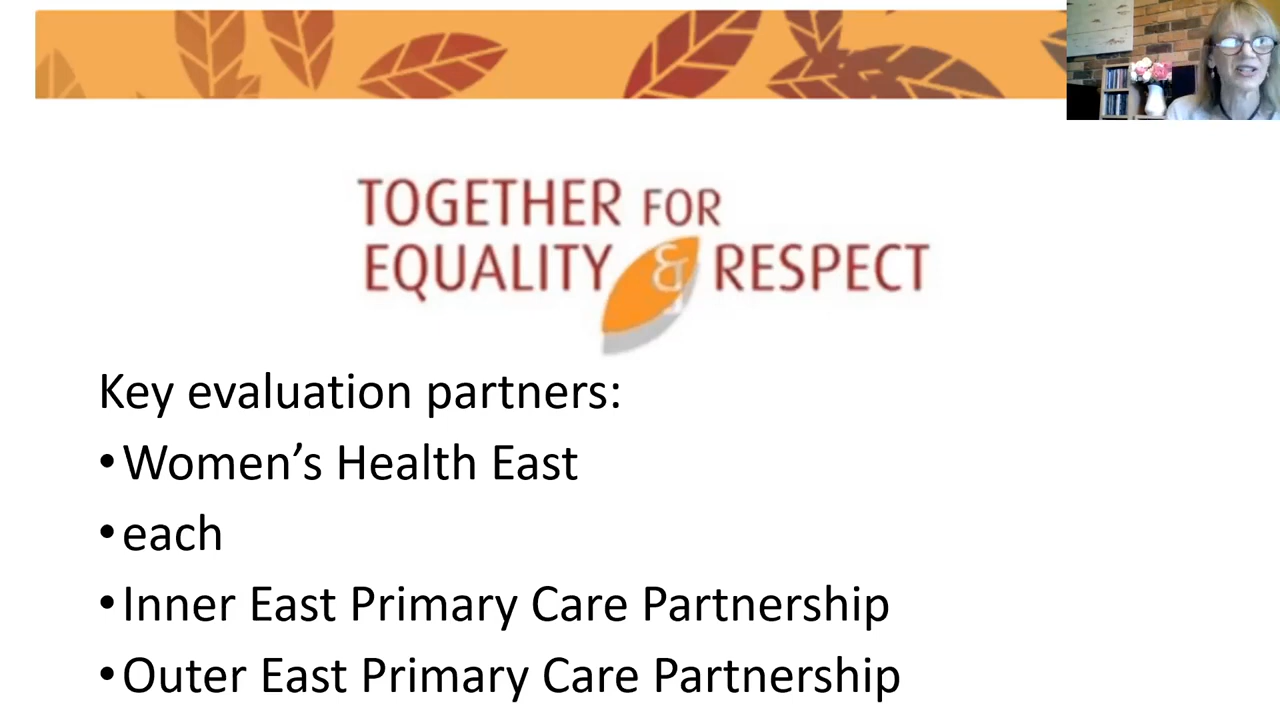 TOGETHER FOR
EQUALITY & RESPECT
Key evaluation partners:
•Women’s Health East
•each
•Inner East Primary Care Partnership
•Outer East Primary Care Partnership